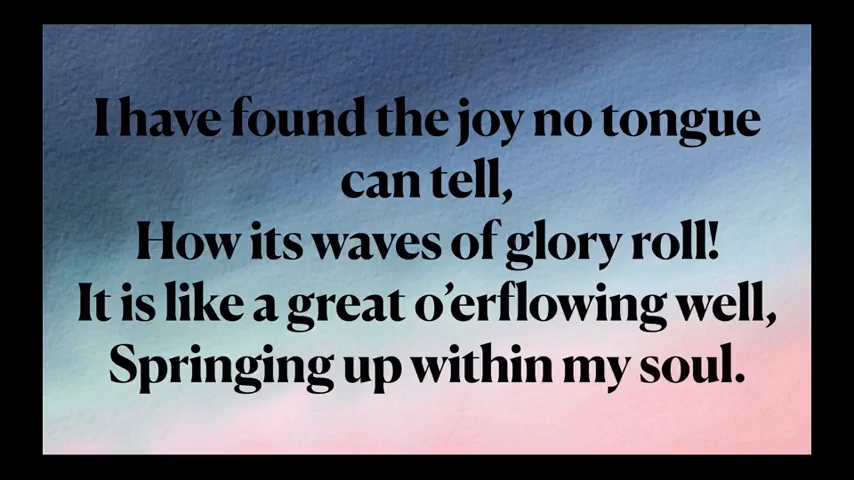 I have found the joy no tongue
can tell,
How its waves of glory roll!
It is like a great o’erflowing well,
Springing up within my soul.